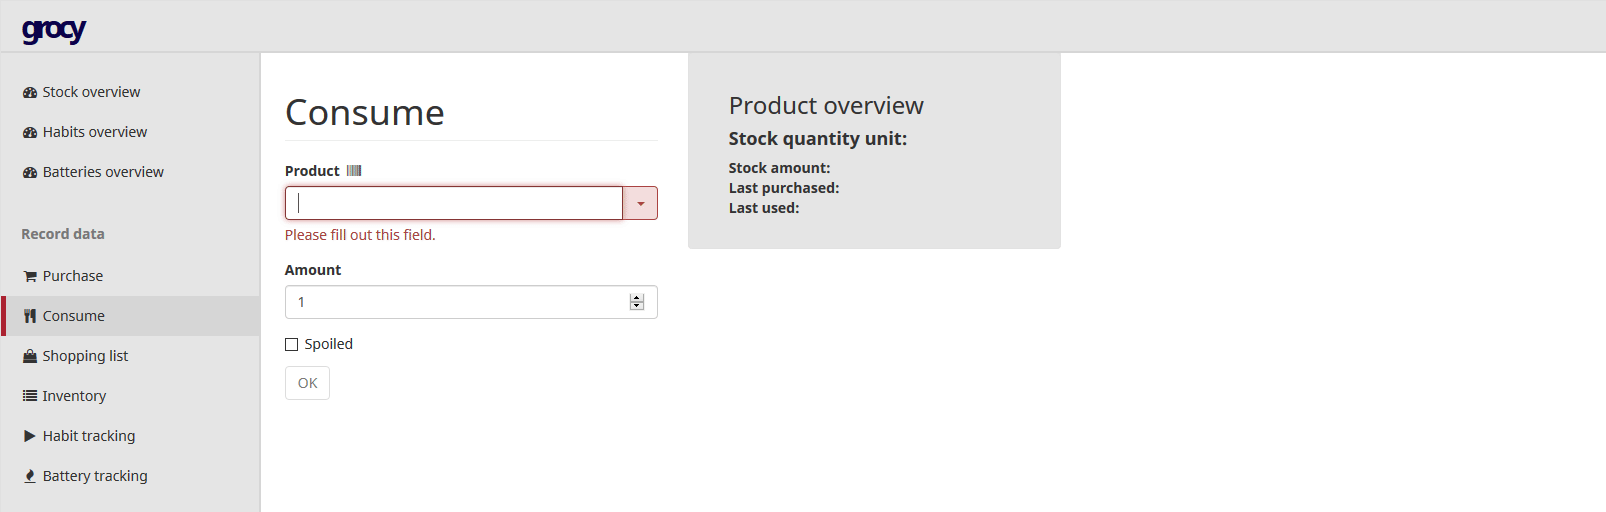 grocy
Stock overview
Habits overview
Batteries overview
Record data
Purchase
Consume
Shopping list
Inventory
Habit tracking
Battery tracking
Consume
Product
Please fill out this field.
Amount
1
Spoiled
OK
Product overview
Stock quantity unit:
Stock amount:
Last purchased:
Last used: